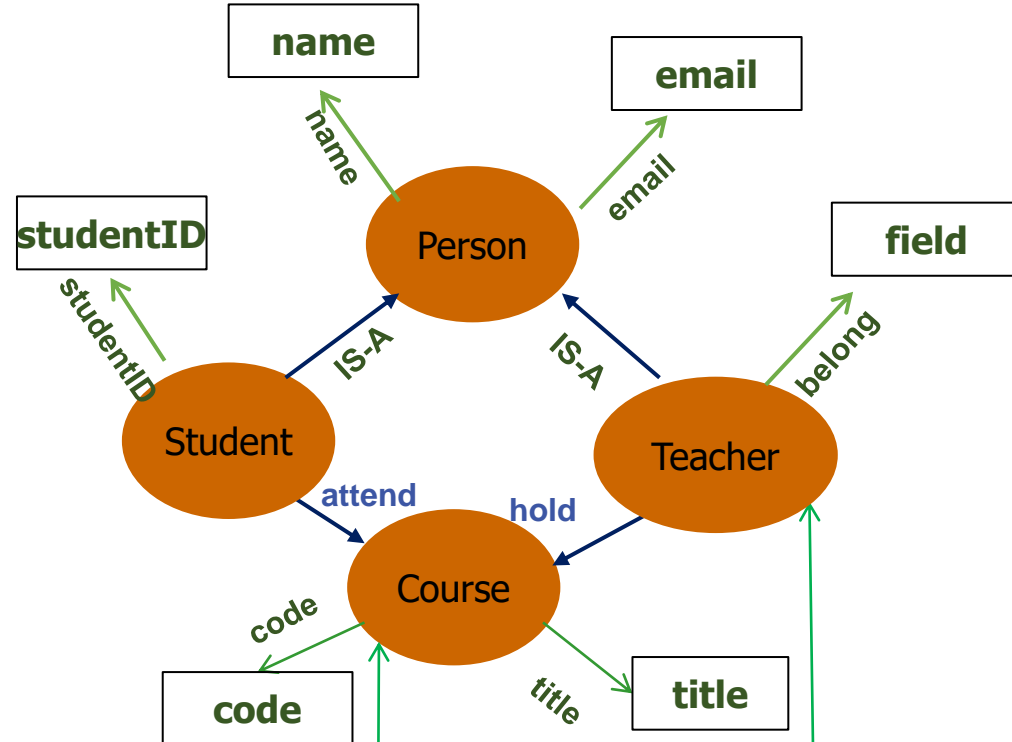 name
email
name
email
studentID
field
Person
studentID
IS-A
IS-A
belong
Student
Teacher
attend
hold
Course
code
title
code
title